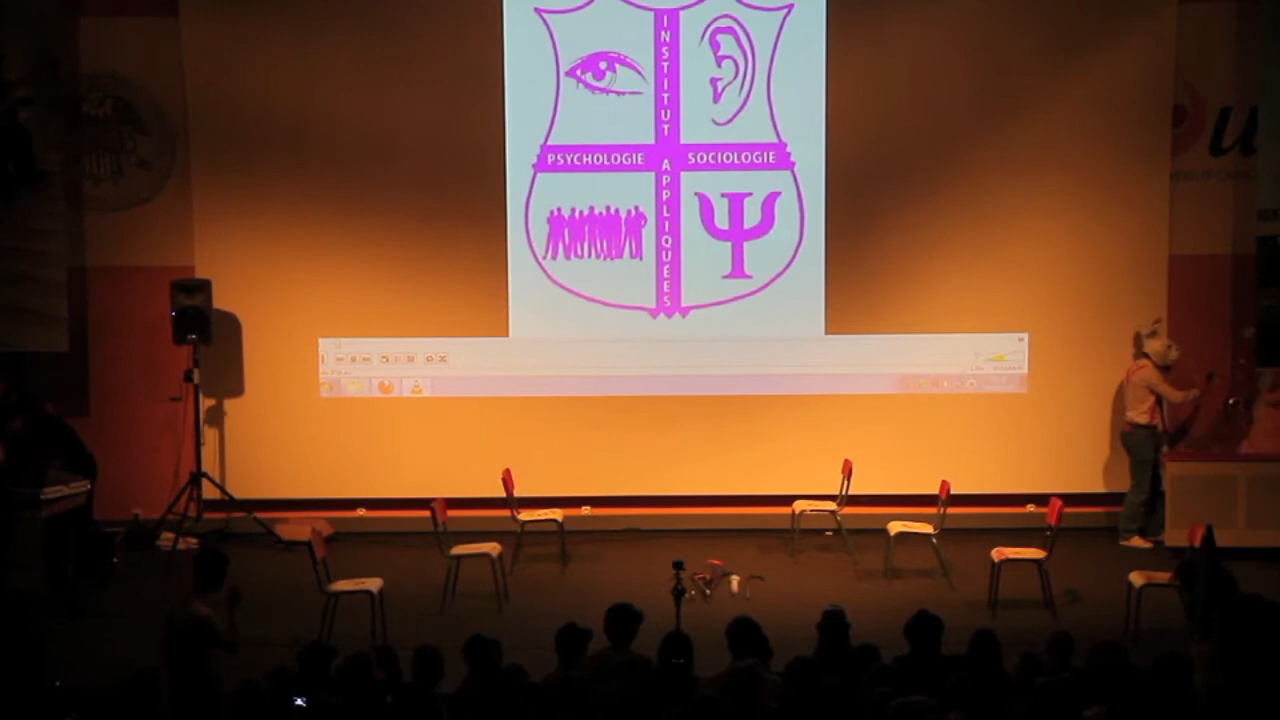 INSTITUT
PSYCHOLOGIE
SOCIOLOGIE
APPLIQUÉES
u